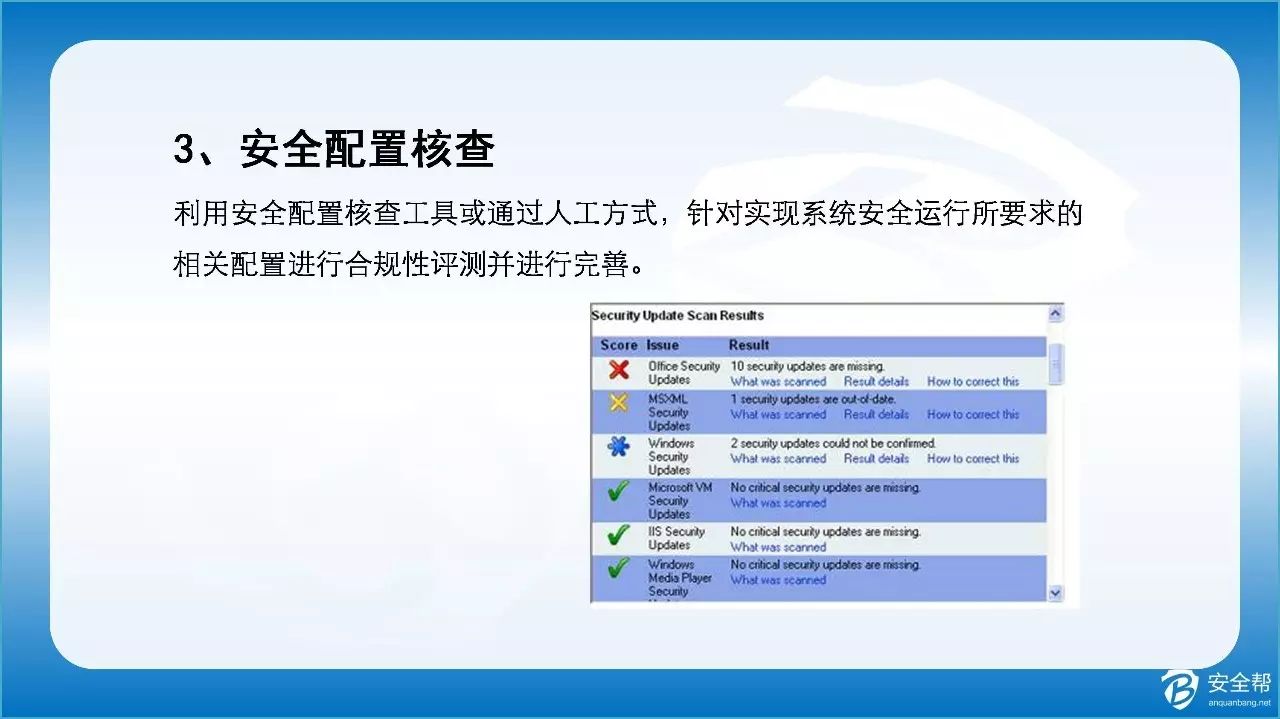 3、安全配置核查
利用安全配置核查工具或通过人工方式，针对实现系统安全运行所要求的
相关配置进行合规性评测并进行完善。
Security Update Scan Results
Score Issue Result
Office Security Updates 10 security updates are missing.
What was scanned Result details How to correct this
MSXML Security Updates 1 security updates are out-of-date.
What was scanned Result details How to correct this
Windows Security Updates 2 security updates could not be confirmed.
What was scanned Result details How to correct this
Microsoft VM Security Updates No critical security updates are missing.
What was scanned
IIS Security Updates No critical security updates are missing.
What was scanned
Windows Media Player Security No critical security updates are missing.
What was scanned
安全帮
anquanbang.net